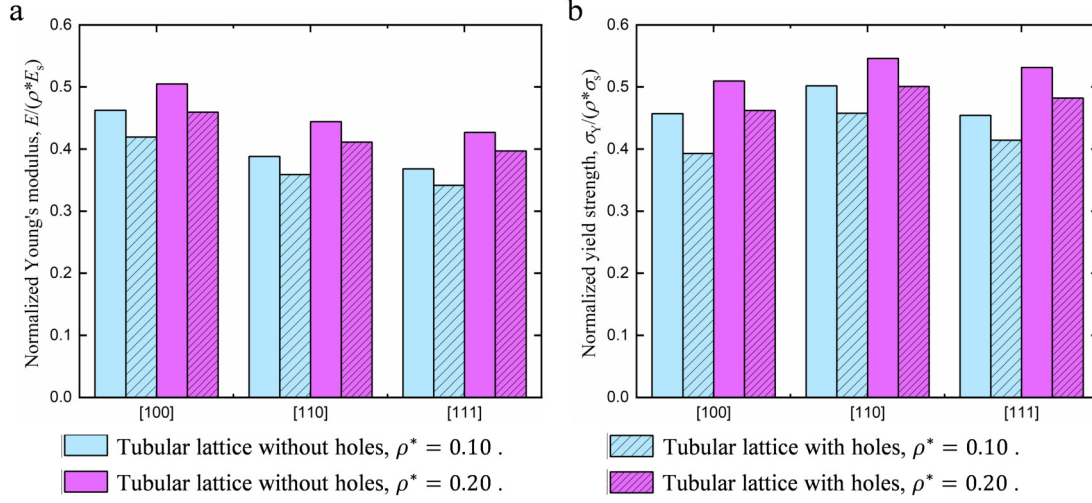 a
Normalized Young's modulus, E/(ρ*Eₛ)
0.6
0.5
0.4
0.3
0.2
0.1
0.0
[100]
[110]
[111]
b
Normalized yield strength, σᵧ/(ρ*σₛ)
0.6
0.5
0.4
0.3
0.2
0.1
0.0
[100]
[110]
[111]
Tubular lattice without holes, ρ* = 0.10 .
Tubular lattice with holes, ρ* = 0.10 .
Tubular lattice without holes, ρ* = 0.20 .
Tubular lattice with holes, ρ* = 0.20 .